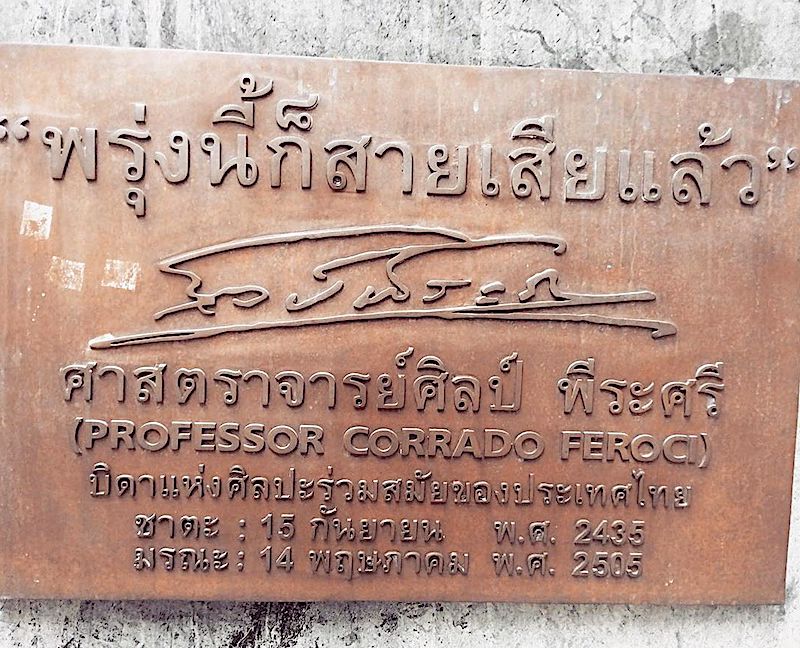 “พรุ่งนี้ก็สายเสียแล้ว”
ศาสตราจารย์ศิลป์ พีระศรี
(PROFESSOR CORRADO FEROCI)
บิดาแห่งศิลปะร่วมสมัยของประเทศไทย
ชาตะ : 15 กันยายน พ.ศ. 2435
มรณะ : 14 พฤษภาคม พ.ศ. 2505